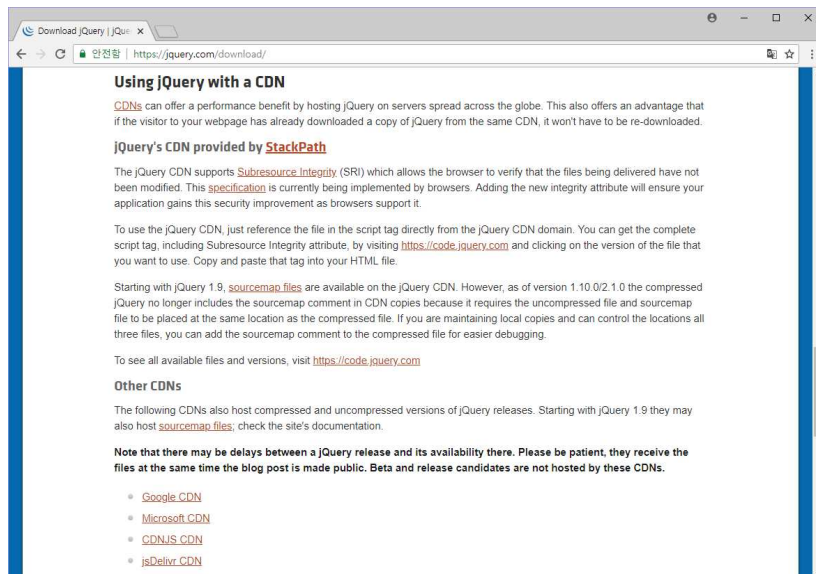 Download jQuery | jQue
안전함 | https://jquery.com/download/
Using jQuery with a CDN
CDNs can offer a performance benefit by hosting jQuery on servers spread across the globe. This also offers an advantage that
if the visitor to your webpage has already downloaded a copy of jQuery from the same CDN, it won't have to be re-downloaded.
jQuery's CDN provided by StackPath
The jQuery CDN supports Subresource Integrity (SRI) which allows the browser to verify that the files being delivered have not
been modified. This specification is currently being implemented by browsers. Adding the new integrity attribute will ensure your
application gains this security improvement as browsers support it.
To use the jQuery CDN, just reference the file in the script tag directly from the jQuery CDN domain. You can get the complete
script tag, including Subresource Integrity attribute, by visiting https://code.jquery.com and clicking on the version of the file that
you want to use. Copy and paste that tag into your HTML file.
Starting with jQuery 1.9, sourcemap files are available on the jQuery CDN. However, as of version 1.10.0/2.1.0 the compressed
jQuery no longer includes the sourcemap comment in CDN copies because it requires the uncompressed file and sourcemap
file to be placed at the same location as the compressed file. If you are maintaining local copies and can control the locations all
three files, you can add the sourcemap comment to the compressed file for easier debugging.
To see all available files and versions, visit https://code.jquery.com
Other CDNs
The following CDNs also host compressed and uncompressed versions of jQuery releases. Starting with jQuery 1.9 they may
also host sourcemap files; check the site's documentation.
Note that there may be delays between a jQuery release and its availability there. Please be patient, they receive the
files at the same time the blog post is made public. Beta and release candidates are not hosted by these CDNs.
Google CDN
Microsoft CDN
CDNJS CDN
jsDelivr CDN